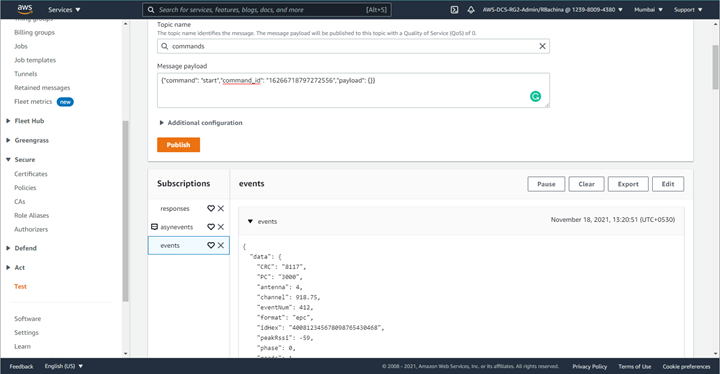 aws
Services ▼
Search for services, features, blogs, docs, and more
[Alt+S]
AWS-DCS-RG2-Admin/RBachina @ 1239-8009-4380 ▼
Mumbai ▼
Support ▼
Billing groups
Jobs
Job templates
Tunnels
Retained messages
Fleet metrics new
Fleet Hub
Greengrass
Secure
Certificates
Policies
CAs
Role Aliases
Authorizers
Defend
Act
Test
Software
Settings
Learn
Topic name
The topic name identifies the message. The message payload will be published to this topic with a Quality of Service (QoS) of 0.
commands
Message payload
{"command": "start","command_id": "16266718797272556","payload": {}}
Additional configuration
Publish
Subscriptions
responses
asynevents
events
events
Pause
Clear
Export
Edit
events
November 18, 2021, 13:20:51 (UTC+0530)
{
"data": {
"CRC": "8117",
"PC": "3000",
"antenna": 4,
"channel": 918.75,
"eventNum": 412,
"format": "epc",
"idHex": "400812345678098765430468",
"peakRssi": -59,
"phase": 0,
Feedback
English (US) ▼
© 2008 - 2021, Amazon Web Services, Inc. or its affiliates. All rights reserved.
Privacy Policy
Terms of Use
Cookie preferences